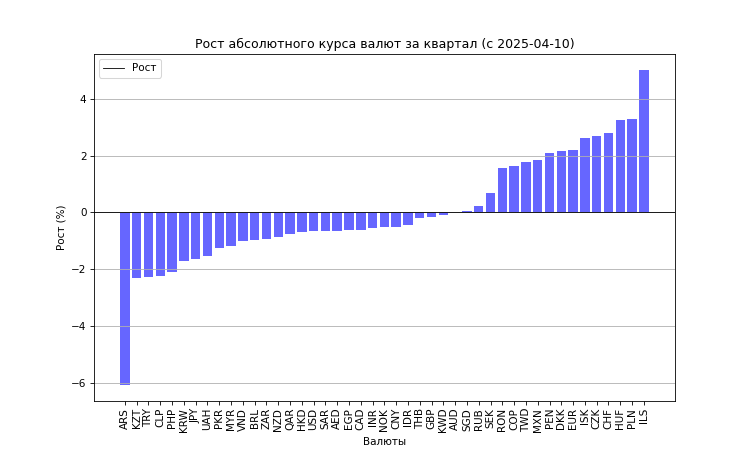 Рост абсолютного курса валют за квартал (с 2025-04-10)
Рост
4
2
0
−2
−4
−6
Рост (%)
ARS KZT TRY CLP PHP KRW JPY UAH PKR MYR VND BRL ZAR NZD QAR HKD USD SAR AED EGP CAD INR NOK CNY IDR THB GBP KWD AUD SGD RUB SEK RON COP TWD MXN PEN DKK EUR ISK CZK CHF HUF PLN ILS
Валюты